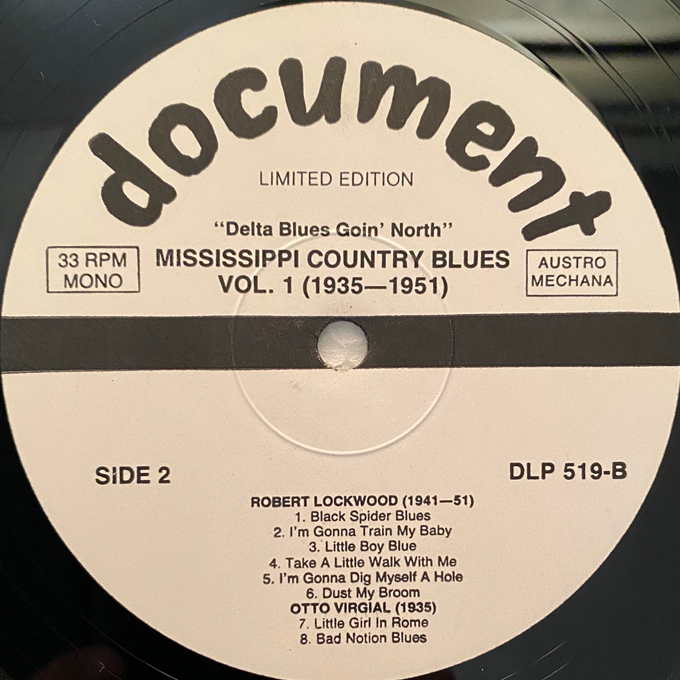 document
LIMITED EDITION
“Delta Blues Goin’ North”
33 RPM
MONO
MISSISSIPPI COUNTRY BLUES
VOL. 1 (1935—1951)
AUSTRO
MECHANA
SIDE 2
DLP 519-B
ROBERT LOCKWOOD (1941—51)
1. Black Spider Blues
2. I’m Gonna Train My Baby
3. Little Boy Blue
4. Take A Little Walk With Me
5. I’m Gonna Dig Myself A Hole
6. Dust My Broom
OTTO VIRGIAL (1935)
7. Little Girl In Rome
8. Bad Notion Blues